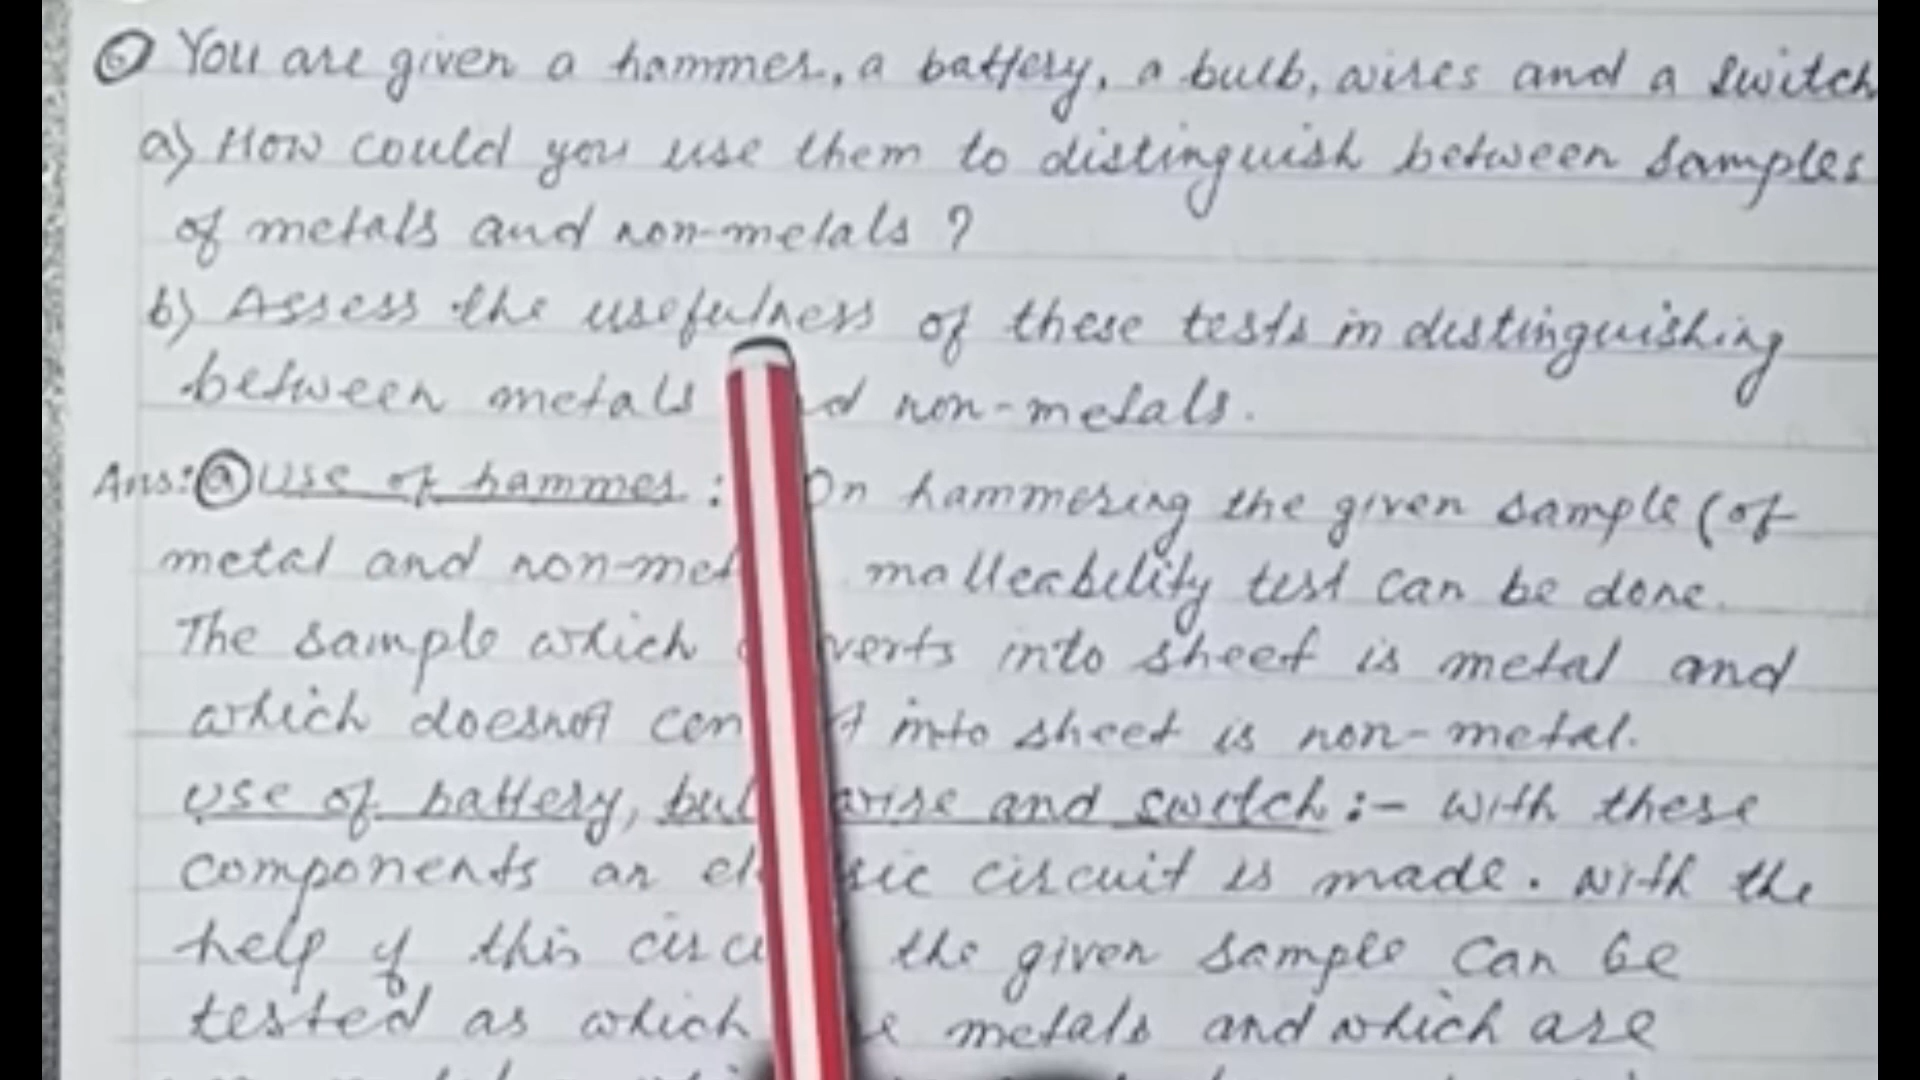 6 You are given a hammer, a battery, a bulb, wires and a switch
a) How could you use them to distinguish between samples
of metals and non-metals ?
b) Assess the usefulness of these tests in distinguishing
between metals d non-metals.
Ans: a Use of hammer : On hammering the given sample (of
metal and non-met malleability test can be done.
The sample which verts into sheet is metal and
which doesnot con t into sheet is non-metal.
Use of battery, bul wire and switch :- With these
components an el ric circuit is made. With the
help of this circu the given sample can be
tested as which e metals and which are